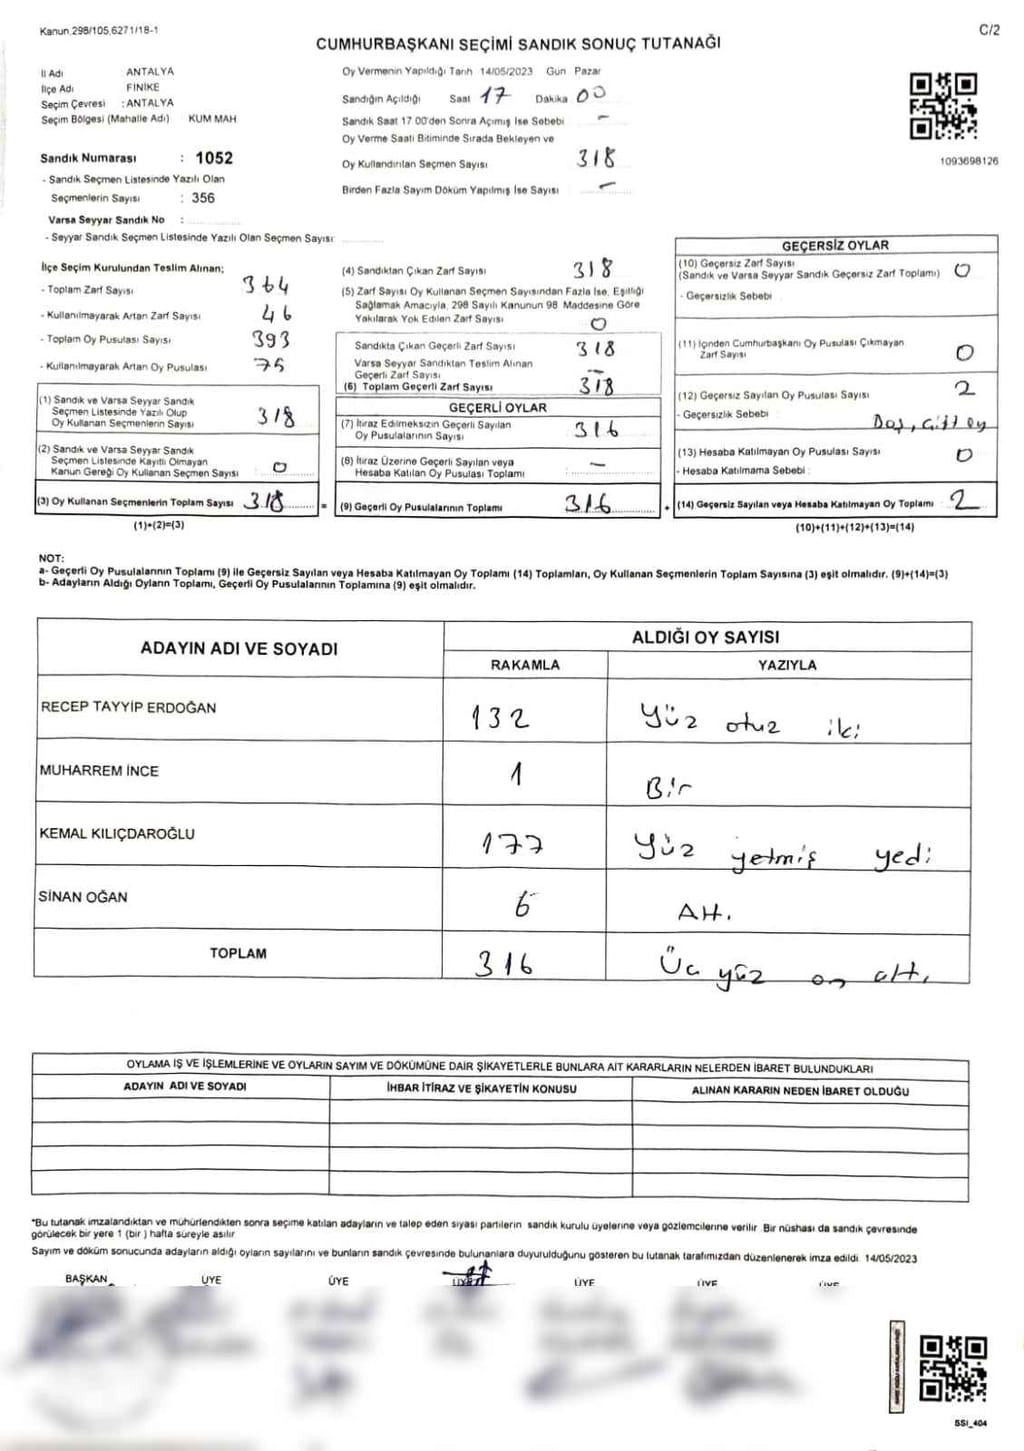 Kanun,298/105,6271/18-1
C/2
CUMHURBAŞKANI SEÇİMİ SANDIK SONUÇ TUTANAĞI
İl Adı ANTALYA
İlçe Adı FİNİKE
Seçim Çevresi : ANTALYA
Seçim Bölgesi (Mahalle Adı) KUM MAH
Sandık Numarası : 1052
- Sandık Seçmen Listesinde Yazılı Olan
Seçmenlerin Sayısı : 356
Varsa Seyyar Sandık No :
- Seyyar Sandık Seçmen Listesinde Yazılı Olan Seçmen Sayısı
Oy Vermenin Yapıldığı Tarih 14/05/2023 Gün Pazar
Sandığın Açıldığı Saat 17 Dakika 00
Sandık Saat 17 00'den Sonra Açımış İse Sebebi -
Oy Verme Saati Bitiminde Sırada Bekleyen ve
Oy Kullandırılan Seçmen Sayısı 318
Birden Fazla Sayım Döküm Yapılmış İse Sayısı -
1093698126
İlçe Seçim Kurulundan Teslim Alınan;
- Toplam Zarf Sayısı 364
- Kullanılmayarak Artan Zarf Sayısı 46
- Toplam Oy Pusulası Sayısı 393
- Kullanılmayarak Artan Oy Pusulası 75
(1) Sandık ve Varsa Seyyar Sandık
Seçmen Listesinde Yazılı Olup
Oy Kullanan Seçmenlerin Sayısı 318
(2) Sandık ve Varsa Seyyar Sandık
Seçmen Listesinde Kayıtlı Olmayan
Kanun Gereği Oy Kullanan Seçmen Sayısı : 0
(3) Oy Kullanan Seçmenlerin Toplam Sayısı 318 =
(1)+(2)=(3)
(4) Sandıktan Çıkan Zarf Sayısı 318
(5) Zarf Sayısı Oy Kullanan Seçmen Sayısından Fazla İse, Eşitliği
Sağlamak Amacıyla, 298 Sayılı Kanunun 98 Maddesine Göre
Yakılarak Yok Edilen Zarf Sayısı 0
Sandıkta Çıkan Geçerli Zarf Sayısı 318
Varsa Seyyar Sandıktan Teslim Alınan
Geçerli Zarf Sayısı
(6) Toplam Geçerli Zarf Sayısı 318
GEÇERLİ OYLAR
(7) İtiraz Edilmeksizin Geçerli Sayılan
Oy Pusulalarının Sayısı 316
(8) İtiraz Üzerine Geçerli Sayılan veya
Hesaba Katılan Oy Pusulası Toplamı : -
(9) Geçerli Oy Pusulalarının Toplamı 316 +
GEÇERSİZ OYLAR
(10) Geçersiz Zarf Sayısı
(Sandık ve Varsa Seyyar Sandık Geçersiz Zarf Toplamı) 0
- Geçersizlik Sebebi
(11) İçinden Cumhurbaşkanı Oy Pusulası Çıkmayan
Zarf Sayısı 0
(12) Geçersiz Sayılan Oy Pusulası Sayısı 2
- Geçersizlik Sebebi Boş, Çift oy
(13) Hesaba Katılmayan Oy Pusulası Sayısı 0
- Hesaba Katılmama Sebebi :
(14) Geçersiz Sayılan veya Hesaba Katılmayan Oy Toplamı 2
(10)+(11)+(12)+(13)=(14)
NOT:
a- Geçerli Oy Pusulalarının Toplamı (9) ile Geçersiz Sayılan veya Hesaba Katılmayan Oy Toplamı (14) Toplamları, Oy Kullanan Seçmenlerin Toplam Sayısına (3) eşit olmalıdır. (9)+(14)=(3)
b- Adayların Aldığı Oyların Toplamı, Geçerli Oy Pusulalarının Toplamına (9) eşit olmalıdır.
ADAYIN ADI VE SOYADI
ALDIĞI OY SAYISI
RAKAMLA YAZIYLA
RECEP TAYYİP ERDOĞAN 132 Yüz otuz iki
MUHARREM İNCE 1 Bir
KEMAL KILIÇDAROĞLU 177 Yüz yetmiş yedi
SİNAN OĞAN 6 Altı
TOPLAM 316 Üç yüz on altı
OYLAMA İŞ VE İŞLEMLERİNE VE OYLARIN SAYIM VE DÖKÜMÜNE DAİR ŞİKAYETLERLE BUNLARA AİT KARARLARIN NELERDEN İBARET BULUNDUKLARI
ADAYIN ADI VE SOYADI İHBAR İTİRAZ VE ŞİKAYETİN KONUSU ALINAN KARARIN NEDEN İBARET OLDUĞU
*Bu tutanak imzalandıktan ve mühürlendikten sonra seçime katılan adayların ve talep eden siyası partilerin sandık kurulu üyelerine veya gözlemcilerine verilir Bir nüshası da sandık çevresinde
görülecek bir yere 1 (bir) hafta süreyle asılır
Sayım ve döküm sonucunda adayların aldığı oyların sayılarını ve bunların sandık çevresinde bulunanlara duyurulduğunu gösteren bu tutanak tarafımızdan düzenlenerek imza edildi 14/05/2023
BAŞKAN ÜYE ÜYE ÜYE ÜYE ÜYE ÜYE
SSI_404